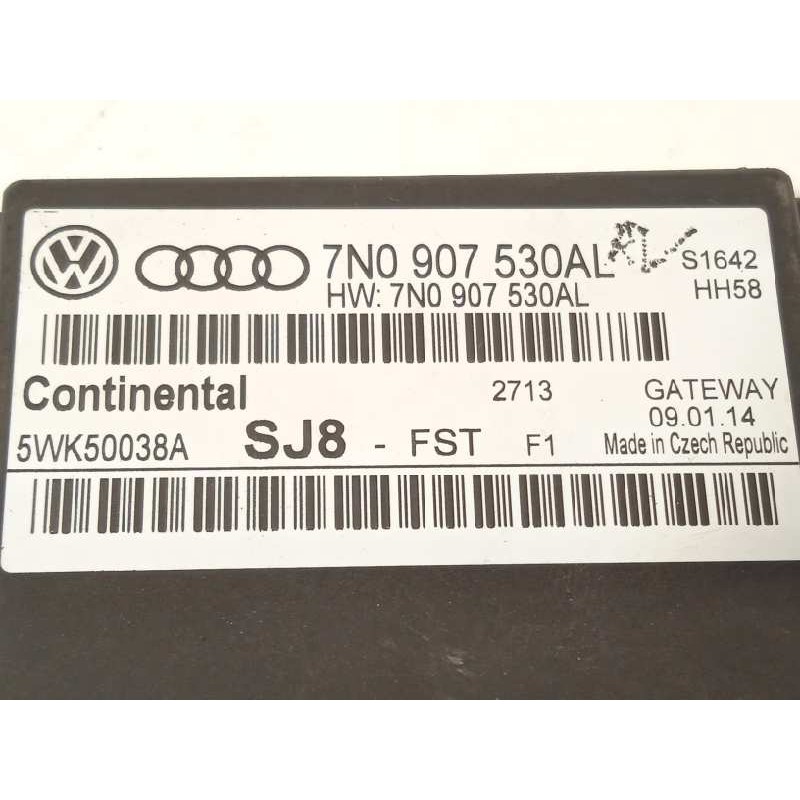 7N0 907 530AL S1642
HW: 7N0 907 530AL HH58
Continental 2713 GATEWAY
09.01.14
5WK50038A SJ8 - FST F1 Made in Czech Republic